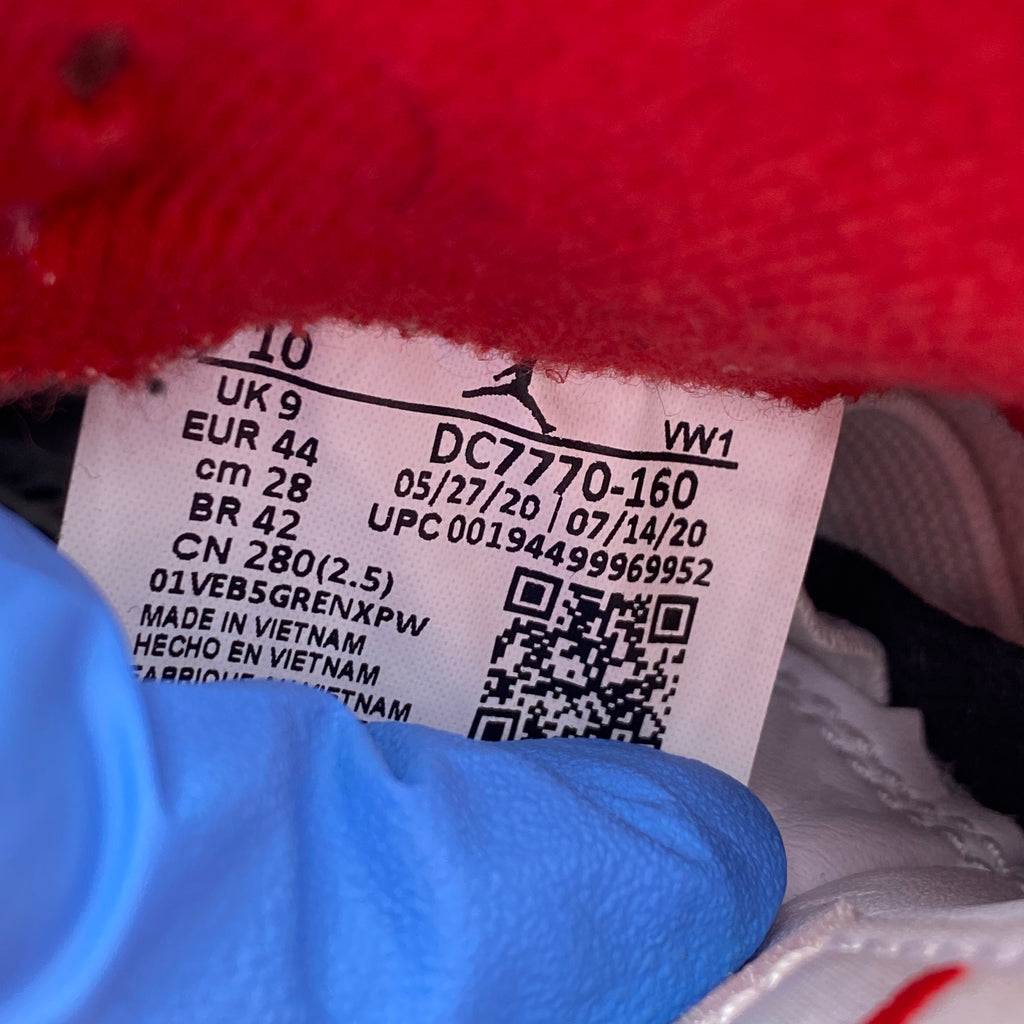 10
UK 9
EUR 44
cm 28
BR 42
CN 280(2.5)
01VEB5GRENXPW
MADE IN VIETNAM
HECHO EN VIETNAM
VW1
DC7770-160
05/27/20 | 07/14/20
UPC 00194499969952